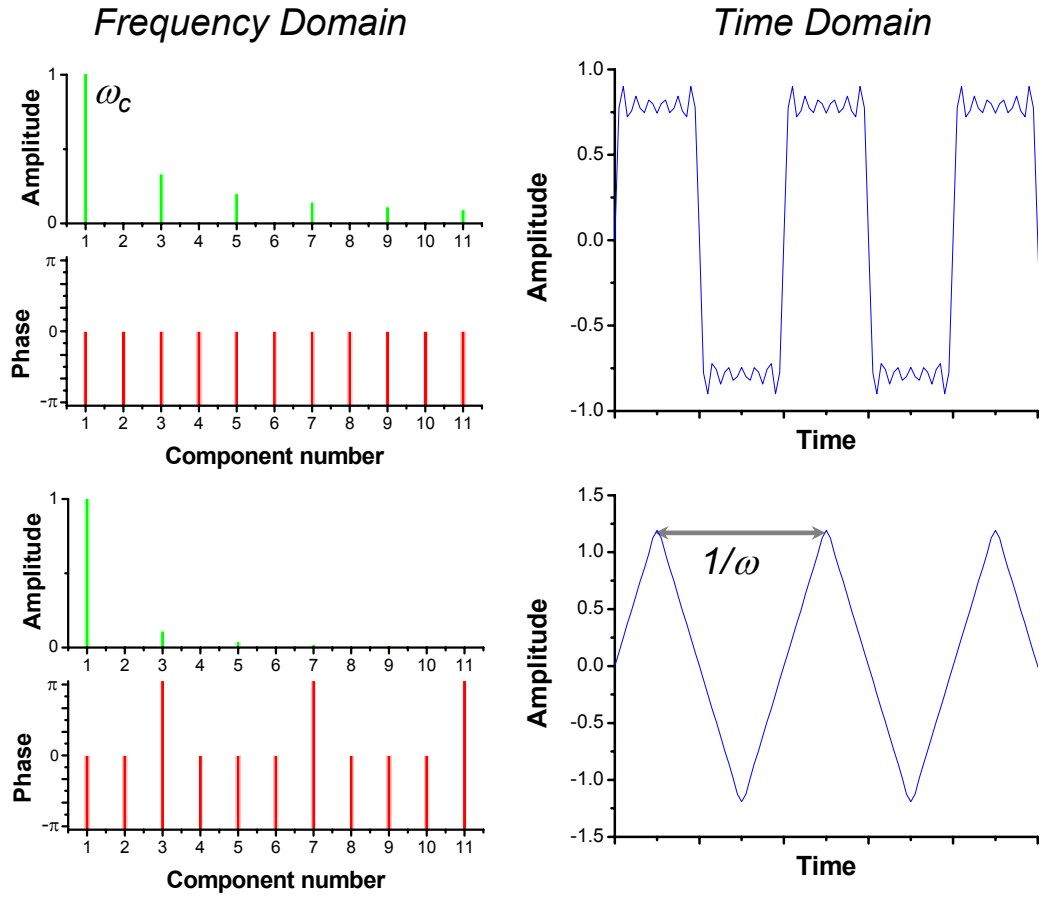 Frequency Domain
Time Domain
Amplitude
1
0
ω_c
1 2 3 4 5 6 7 8 9 10 11
Phase
π
0
-π
1 2 3 4 5 6 7 8 9 10 11
Component number
Amplitude
1.0
0.5
0.0
-0.5
-1.0
Time
Amplitude
1
0
1 2 3 4 5 6 7 8 9 10 11
Phase
π
0
-π
1 2 3 4 5 6 7 8 9 10 11
Component number
Amplitude
1.5
1.0
0.5
0.0
-0.5
-1.0
-1.5
1/ω
Time